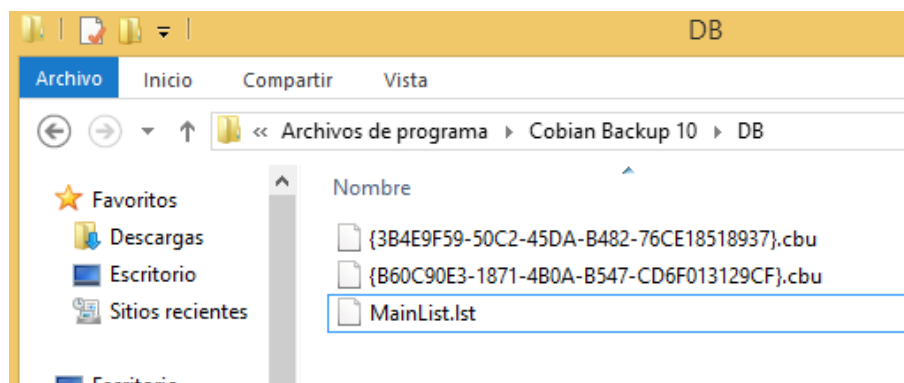 DB
Archivo Inicio Compartir Vista
« Archivos de programa Cobian Backup 10 DB
Favoritos
Descargas
Escritorio
Sitios recientes
Nombre
{3B4E9F59-50C2-45DA-B482-76CE18518937}.cbu
{B60C90E3-1871-4B0A-B547-CD6F013129CF}.cbu
MainList.lst